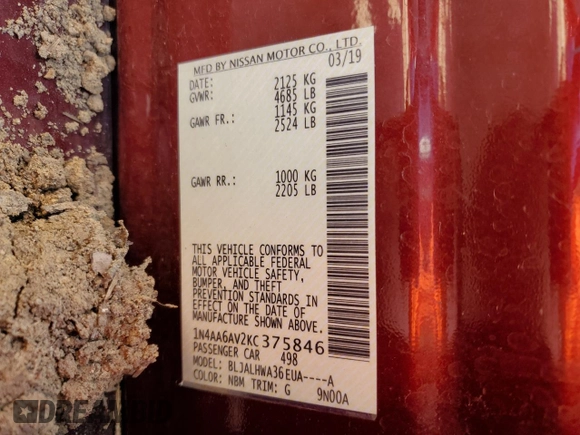 MFD BY NISSAN MOTOR CO., LTD.
DATE: 03/19
GVWR: 2125 KG
4685 LB
GAWR FR.: 1145 KG
2524 LB
GAWR RR.: 1000 KG
2205 LB
THIS VEHICLE CONFORMS TO
ALL APPLICABLE FEDERAL
MOTOR VEHICLE SAFETY,
BUMPER, AND THEFT
PREVENTION STANDARDS IN
EFFECT ON THE DATE OF
MANUFACTURE SHOWN ABOVE.
1N4AA6AV2KC375846
PASSENGER CAR 498
MODEL: BLJALHWA36EUA----A
COLOR: NBM TRIM: G 9N00A